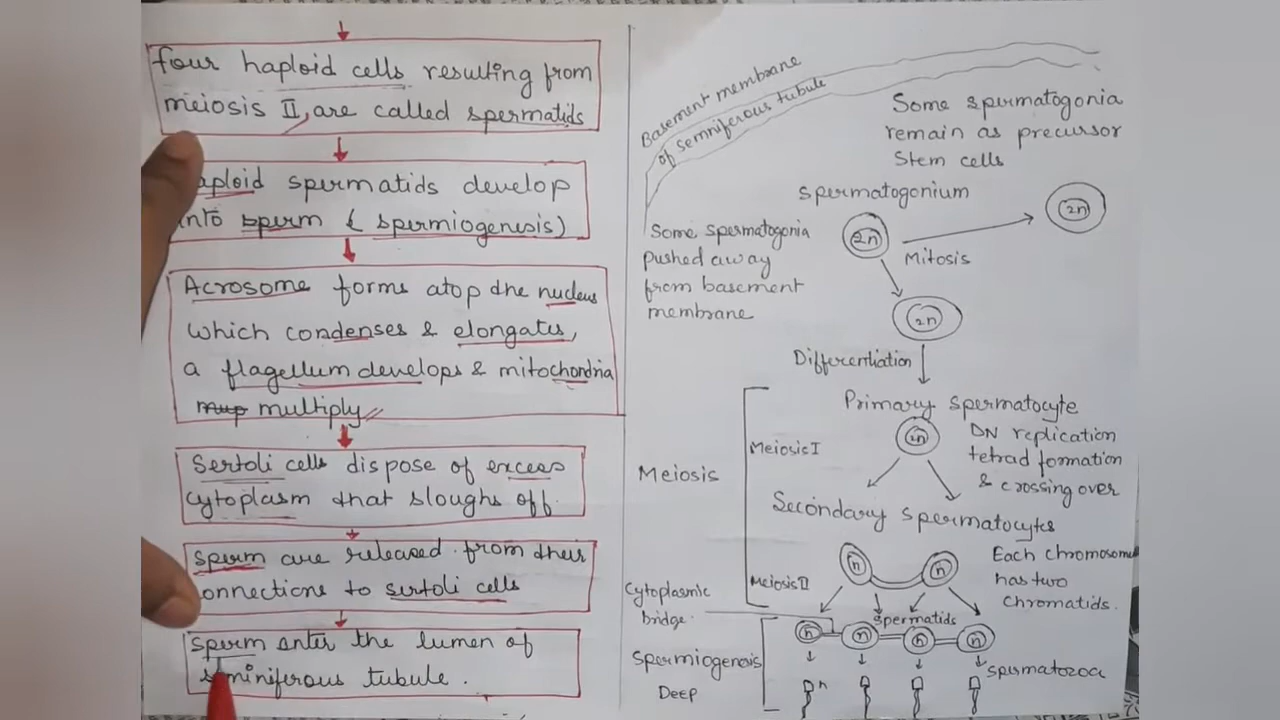 four haploid cells resulting from
meiosis II, are called spermatids
aploid spermatids develop
into sperm (spermiogenesis)
Acrosome forms atop the nucleus
which condenses & elongates,
a flagellum develops & mitochondria
multiply
Sertoli cells dispose of excess
cytoplasm that sloughs off.
sperm are released from their
onnections to sertoli cells
sperm enter the lumen of
seminiferous tubule.
Basement membrane
of semniferous tubule
Some spermatogonia
remain as precursor
Stem cells
spermatogonium
2n
2n
Mitosis
Some spermatogonia
pushed away
from basement
membrane
2n
Differentiation
Primary spermatocyte
2n
DN replication
tetrad formation
& crossing over
Meiosis I
Meiosis
Secondary spermatocytes
n
n
Each chromosome
has two
chromatids.
Meiosis II
Cytoplasmic
bridge
spermatids
n
n
n
n
Spermiogenesis
Deep
n
spermatozoa